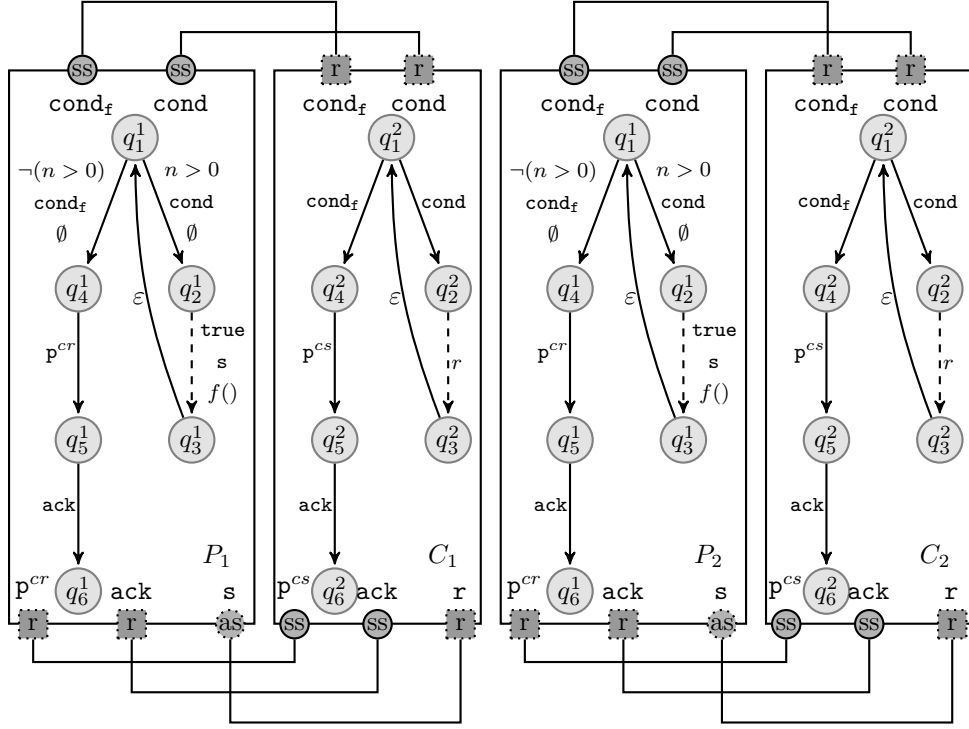 ss ss r r ss ss r r
cond_f cond cond_f cond cond_f cond cond_f cond
q_1^1 q_1^2 q_1^1 q_1^2
¬(n > 0) n > 0 ¬(n > 0) n > 0
cond_f cond cond_f cond cond_f cond cond_f cond
∅ ∅ ∅ ∅
q_4^1 q_2^1 q_4^2 q_2^2 q_4^1 q_2^1 q_4^2 q_2^2
ε ε ε ε
true true
p^{cr} s p^{cs} r p^{cr} s p^{cs} r
f() f()
q_5^1 q_3^1 q_5^2 q_3^2 q_5^1 q_3^1 q_5^2 q_3^2
ack ack ack ack
P_1 C_1 P_2 C_2
q_6^1 q_6^2 q_6^1 q_6^2
p^{cr} ack s p^{cs} ack r p^{cr} ack s p^{cs} ack r
r r as ss ss r r r as ss ss r